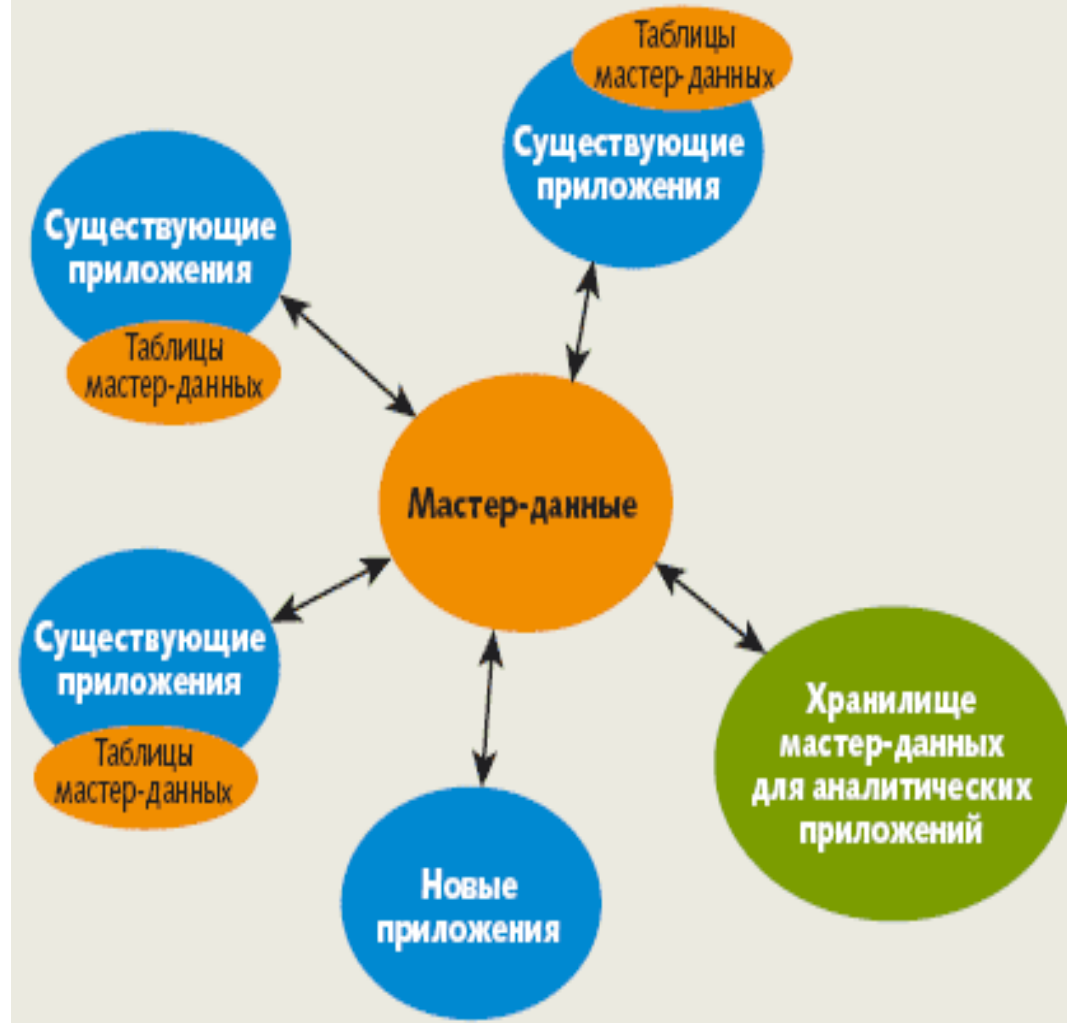 Таблицы
мастер-данных
Существующие
приложения
Существующие
приложения
Таблицы
мастер-данных
Мастер-данные
Существующие
приложения
Таблицы
мастер-данных
Хранилище
мастер-данных
для аналитических
приложений
Новые
приложения